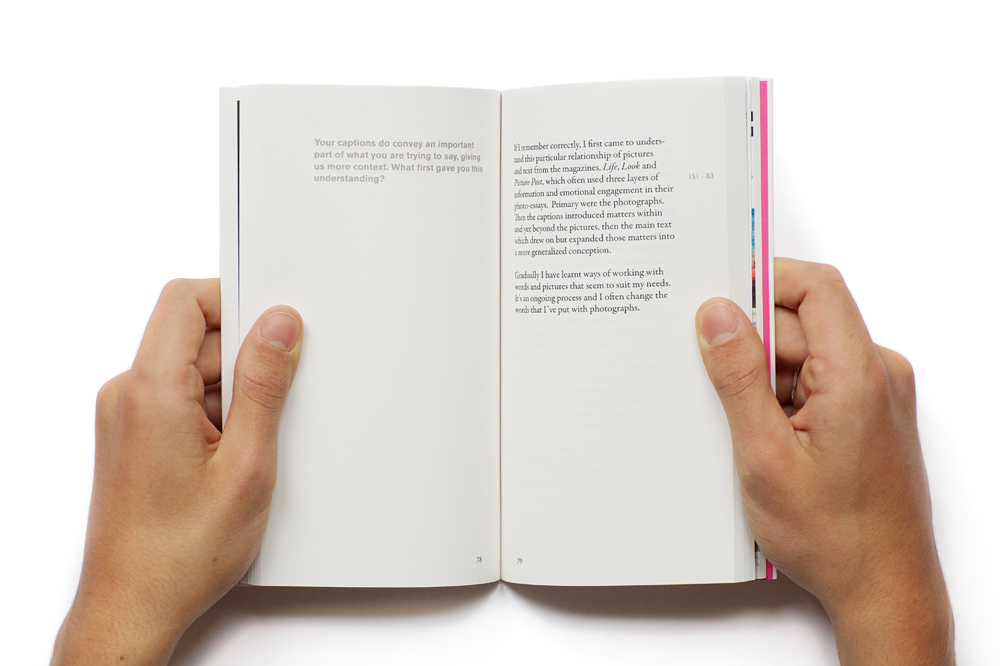 Your captions do convey an important
part of what you are trying to say, giving
us more context. What first gave you this
understanding?
78
If I remember correctly, I first came to unders-
tand this particular relationship of pictures
and text from the magazines, Life, Look and
Picture Post, which often used three layers of
information and emotional engagement in their
photo-essays. Primary were the photographs.
Then the captions introduced matters within
and yet beyond the pictures, then the main text
which drew on but expanded those matters into
a more generalized conception.
Gradually I have learnt ways of working with
words and pictures that seem to suit my needs.
It's an ongoing process and I often change the
words that I've put with photographs.
151 - 83
79